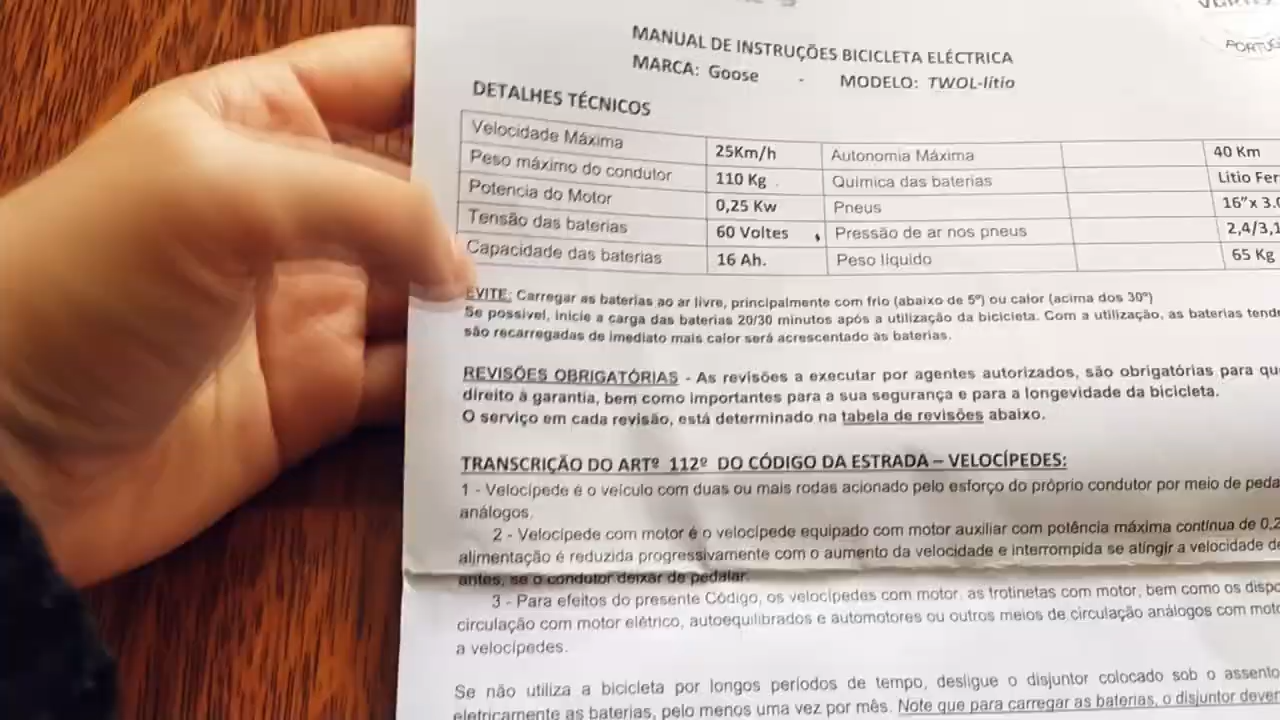 MANUAL DE INSTRUÇÕES BICICLETA ELÉCTRICA
MARCA: Goose - MODELO: TWOL-lítio
PORTUG
DETALHES TÉCNICOS
Velocidade Máxima 25Km/h Autonomia Máxima 40 Km
Peso máximo do condutor 110 Kg Quimica das baterias Litio Fer
Potencia do Motor 0,25 Kw Pneus 16"x 3.0
Tensão das baterias 60 Voltes Pressão de ar nos pneus 2,4/3,1
Capacidade das baterias 16 Ah. Peso líquido 65 Kg
EVITE: Carregar as baterias ao ar livre, principalmente com frio (abaixo de 5º) ou calor (acima dos 30º)
Se possivel, inicie a carga das baterias 20/30 minutos após a utilização da bicicleta. Com a utilização, as baterias tende
são recarregadas de imediato mais calor será acrescentado às baterias.
REVISÕES OBRIGATÓRIAS - As revisões a executar por agentes autorizados, são obrigatórias para que
direito à garantia, bem como importantes para a sua segurança e para a longevidade da bicicleta.
O serviço em cada revisão, está determinado na tabela de revisões abaixo.
TRANSCRIÇÃO DO ARTº 112º DO CÓDIGO DA ESTRADA – VELOCÍPEDES:
1 - Velocípede é o veículo com duas ou mais rodas acionado pelo esforço do próprio condutor por meio de peda
análogos.
2 - Velocípede com motor é o velocípede equipado com motor auxiliar com potência máxima contínua de 0,2
alimentação é reduzida progressivamente com o aumento da velocidade e interrompida se atingir a velocidade de
antes, se o condutor deixar de pedalar.
3 - Para efeitos do presente Código, os velocípedes com motor, as trotinetas com motor, bem como os dispo
circulação com motor elétrico, autoequilibrados e automotores ou outros meios de circulação análogos com moto
a velocípedes.
Se não utiliza a bicicleta por longos períodos de tempo, desligue o disjuntor colocado sob o assento
eletricamente as baterias, pelo menos uma vez por mês. Note que para carregar as baterias, o disjuntor dever